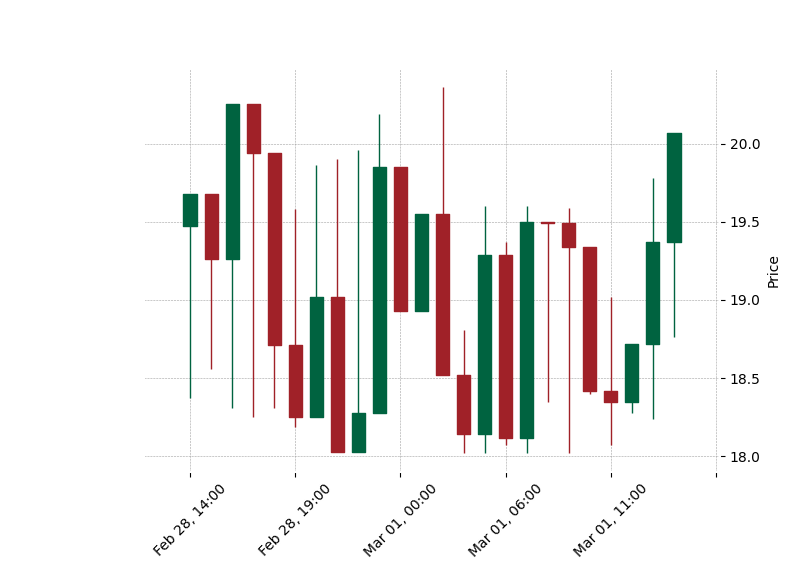 20.0
19.5
19.0
18.5
18.0
Price
Feb 28, 14:00
Feb 28, 19:00
Mar 01, 00:00
Mar 01, 06:00
Mar 01, 11:00